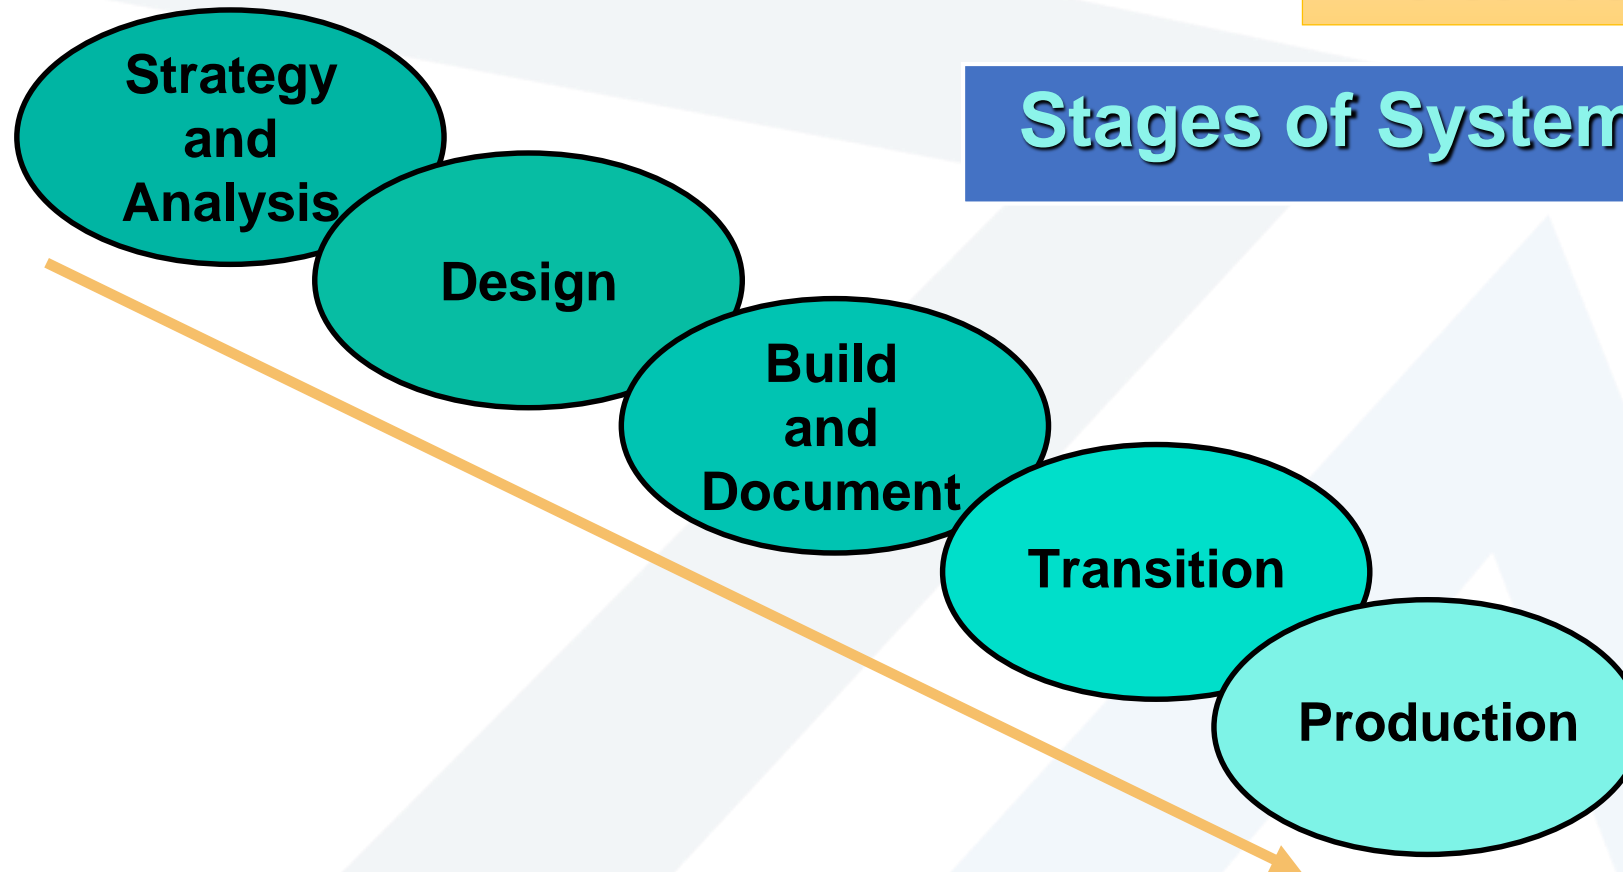 Strategy
and
Analysis
Stages of System
Design
Build
and
Document
Transition
Production